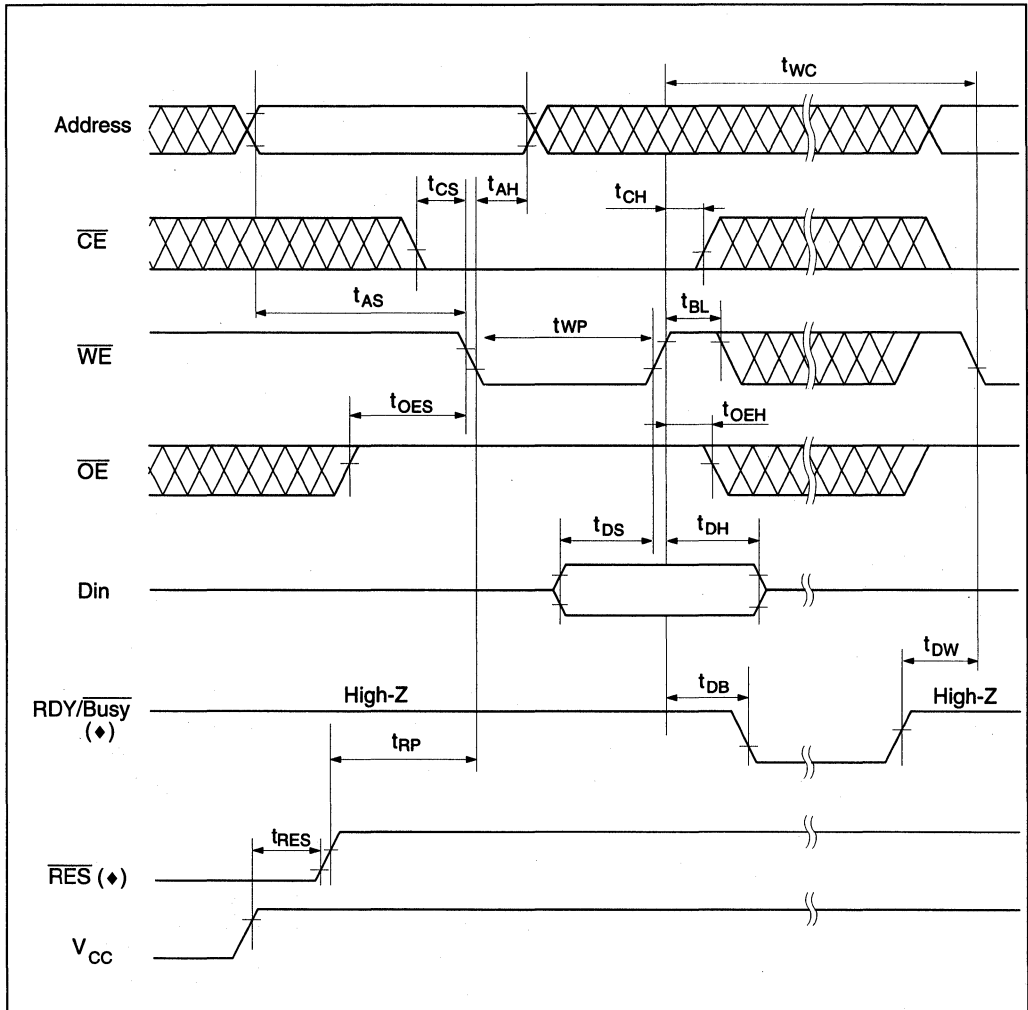 tWC
Address
tCS
tAH
tCH
CE
tAS
tBL
tWP
WE
tOES
tOEH
OE
tDS
tDH
Din
tDW
tDB
High-Z
High-Z
RDY/Busy
(♦)
tRP
tRES
RES (♦)
VCC